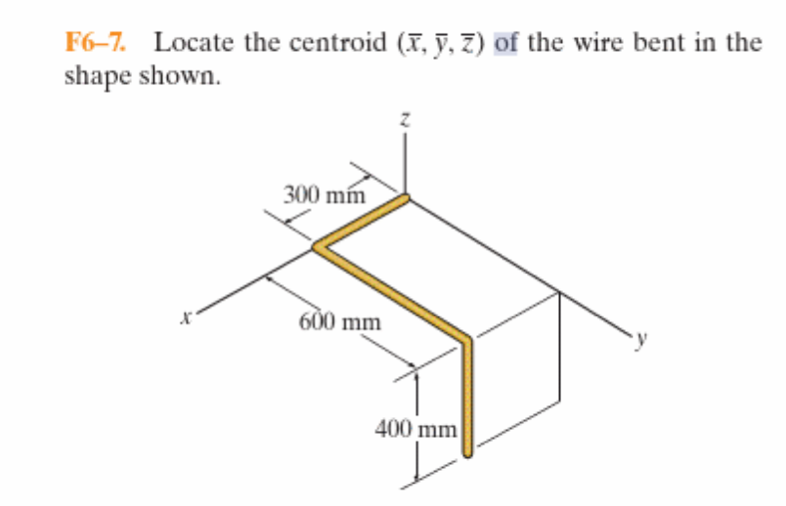 F6–7. Locate the centroid (x̄, ȳ, z̄) of the wire bent in the
shape shown.
z
300 mm
x
600 mm
y
400 mm